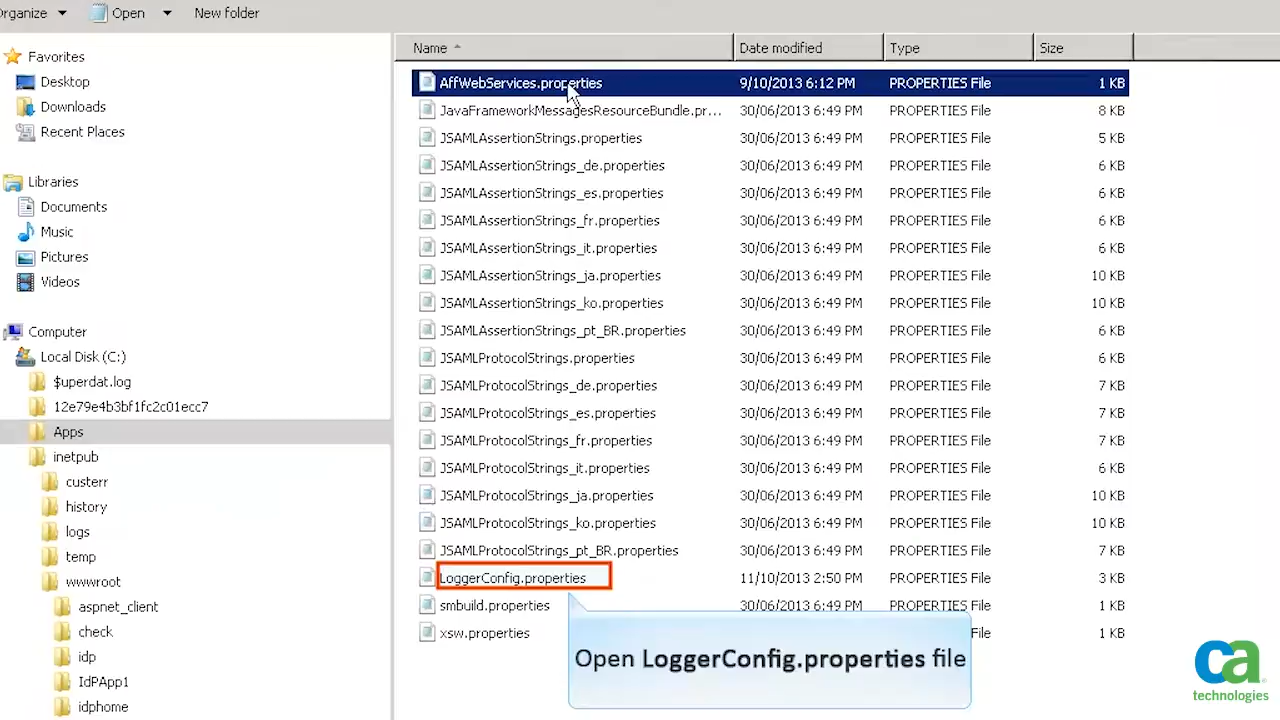 rganize Open New folder
Favorites
Desktop
Downloads
Recent Places
Libraries
Documents
Music
Pictures
Videos
Computer
Local Disk (C:)
$uperdat.log
12e79e4b3bf1fc2c01ecc7
Apps
inetpub
custerr
history
logs
temp
wwwroot
aspnet_client
check
idp
IdPApp1
idphome
Name Date modified Type Size
AffWebServices.properties 9/10/2013 6:12 PM PROPERTIES File 1 KB
JavaFrameworkMessagesResourceBundle.pr... 30/06/2013 6:49 PM PROPERTIES File 8 KB
JSAMLAssertionStrings.properties 30/06/2013 6:49 PM PROPERTIES File 5 KB
JSAMLAssertionStrings_de.properties 30/06/2013 6:49 PM PROPERTIES File 6 KB
JSAMLAssertionStrings_es.properties 30/06/2013 6:49 PM PROPERTIES File 6 KB
JSAMLAssertionStrings_fr.properties 30/06/2013 6:49 PM PROPERTIES File 6 KB
JSAMLAssertionStrings_it.properties 30/06/2013 6:49 PM PROPERTIES File 6 KB
JSAMLAssertionStrings_ja.properties 30/06/2013 6:49 PM PROPERTIES File 10 KB
JSAMLAssertionStrings_ko.properties 30/06/2013 6:49 PM PROPERTIES File 10 KB
JSAMLAssertionStrings_pt_BR.properties 30/06/2013 6:49 PM PROPERTIES File 6 KB
JSAMLProtocolStrings.properties 30/06/2013 6:49 PM PROPERTIES File 6 KB
JSAMLProtocolStrings_de.properties 30/06/2013 6:49 PM PROPERTIES File 7 KB
JSAMLProtocolStrings_es.properties 30/06/2013 6:49 PM PROPERTIES File 7 KB
JSAMLProtocolStrings_fr.properties 30/06/2013 6:49 PM PROPERTIES File 7 KB
JSAMLProtocolStrings_it.properties 30/06/2013 6:49 PM PROPERTIES File 6 KB
JSAMLProtocolStrings_ja.properties 30/06/2013 6:49 PM PROPERTIES File 10 KB
JSAMLProtocolStrings_ko.properties 30/06/2013 6:49 PM PROPERTIES File 10 KB
JSAMLProtocolStrings_pt_BR.properties 30/06/2013 6:49 PM PROPERTIES File 7 KB
LoggerConfig.properties 11/10/2013 2:50 PM PROPERTIES File 3 KB
smbuild.properties 30/06/2013 6:49 PM PROPERTIES File 1 KB
xsw.properties File 1 KB
Open LoggerConfig.properties file
ca
technologies